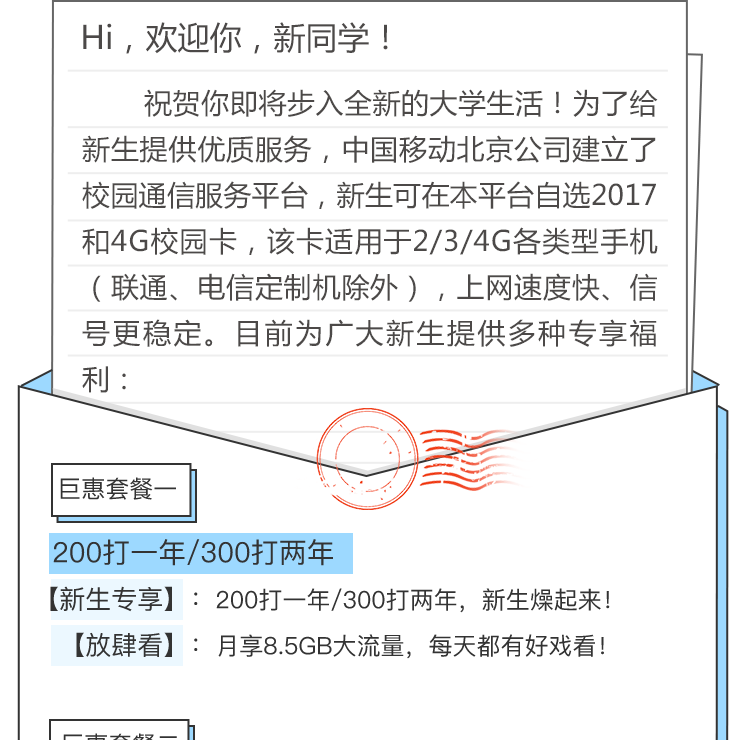 Hi，欢迎你，新同学！
祝贺你即将步入全新的大学生活！为了给
新生提供优质服务，中国移动北京公司建立了
校园通信服务平台，新生可在本平台自选2017
和4G校园卡，该卡适用于2/3/4G各类型手机
（联通、电信定制机除外），上网速度快、信
号更稳定。目前为广大新生提供多种专享福
利：
巨惠套餐一
200打一年/300打两年
【新生专享】：200打一年/300打两年，新生燥起来！
【放肆看】：月享8.5GB大流量，每天都有好戏看！
巨惠套餐二